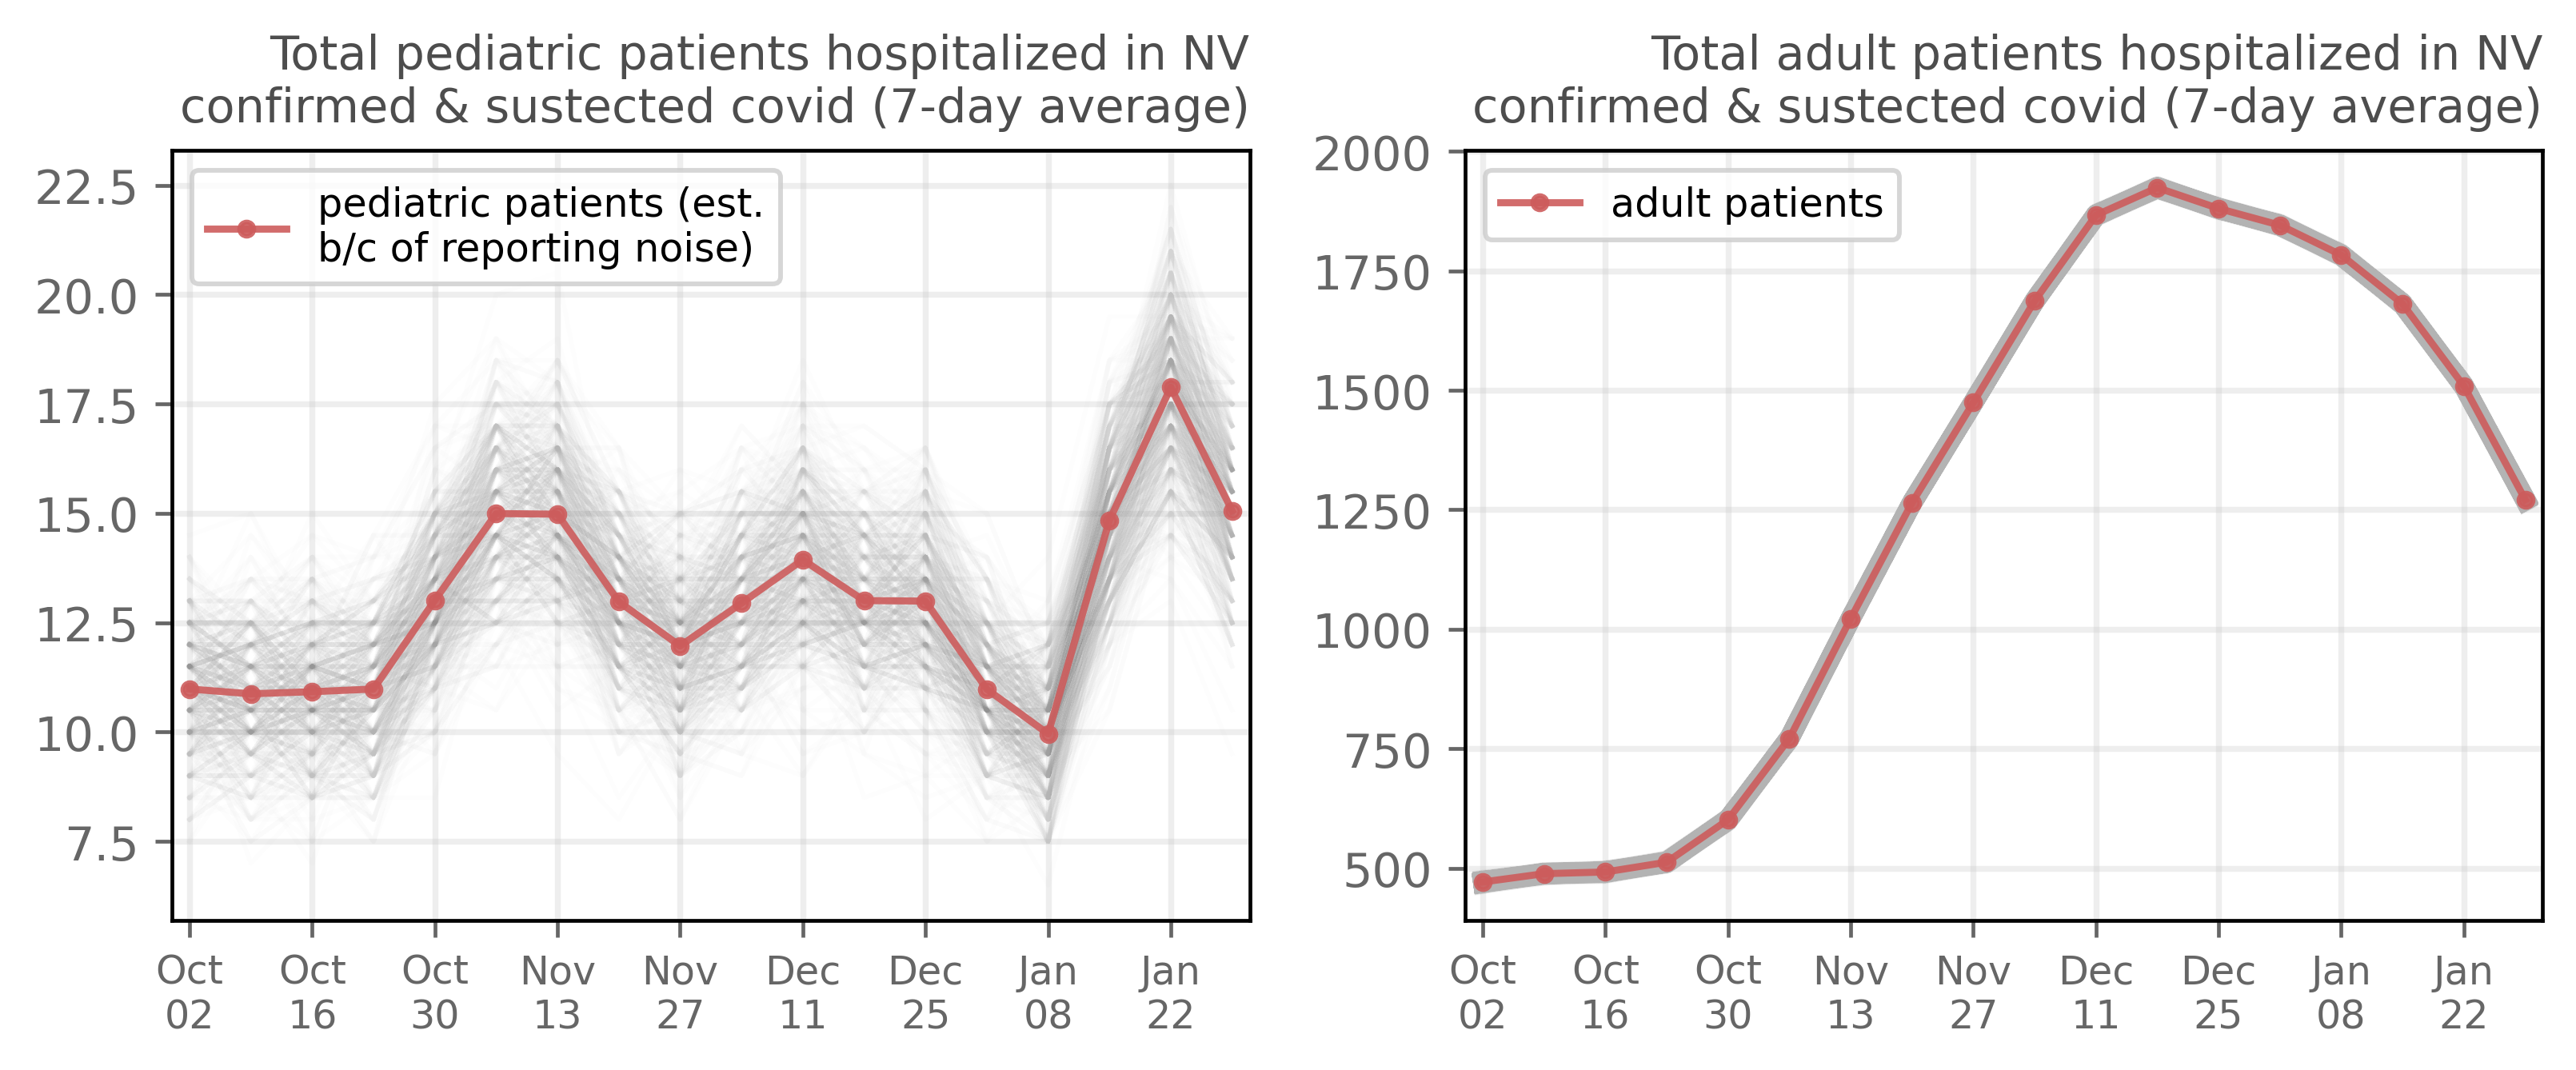 Total pediatric patients hospitalized in NV
confirmed & sustected covid (7-day average)
22.5
20.0
17.5
15.0
12.5
10.0
7.5
pediatric patients (est.
b/c of reporting noise)
Oct
02
Oct
16
Oct
30
Nov
13
Nov
27
Dec
11
Dec
25
Jan
08
Jan
22
Total adult patients hospitalized in NV
confirmed & sustected covid (7-day average)
2000
1750
1500
1250
1000
750
500
adult patients
Oct
02
Oct
16
Oct
30
Nov
13
Nov
27
Dec
11
Dec
25
Jan
08
Jan
22